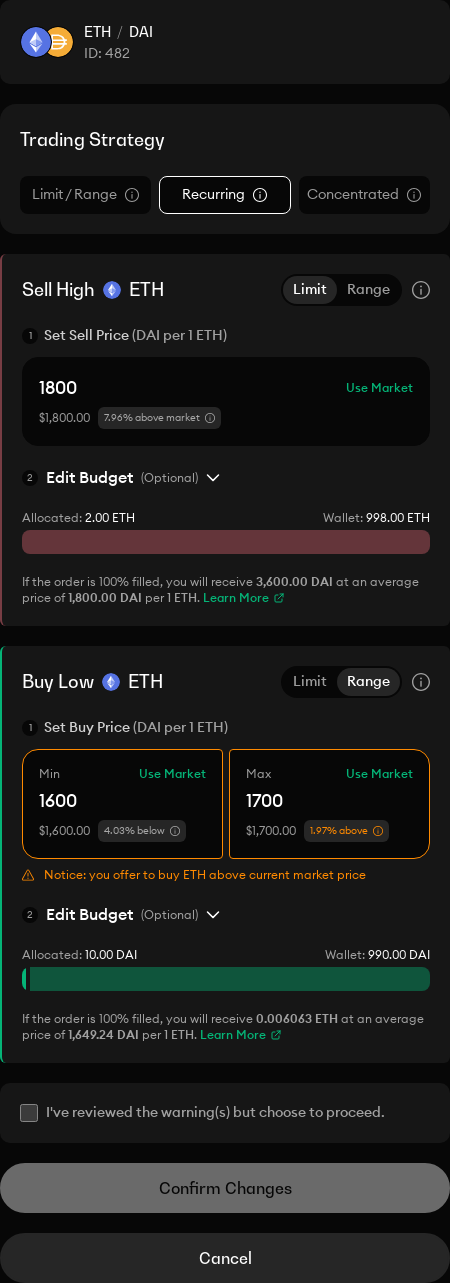 ETH / DAI
ID: 482
Trading Strategy
Limit / Range
Recurring
Concentrated
Sell High ETH
Limit
Range
1 Set Sell Price (DAI per 1 ETH)
1800
Use Market
$1,800.00
7.96% above market
2 Edit Budget (Optional)
Allocated: 2.00 ETH
Wallet: 998.00 ETH
If the order is 100% filled, you will receive 3,600.00 DAI at an average
price of 1,800.00 DAI per 1 ETH. Learn More
Buy Low ETH
Limit
Range
1 Set Buy Price (DAI per 1 ETH)
Min
Use Market
1600
$1,600.00
4.03% below
Max
Use Market
1700
$1,700.00
1.97% above
Notice: you offer to buy ETH above current market price
2 Edit Budget (Optional)
Allocated: 10.00 DAI
Wallet: 990.00 DAI
If the order is 100% filled, you will receive 0.006063 ETH at an average
price of 1,649.24 DAI per 1 ETH. Learn More
I've reviewed the warning(s) but choose to proceed.
Confirm Changes
Cancel